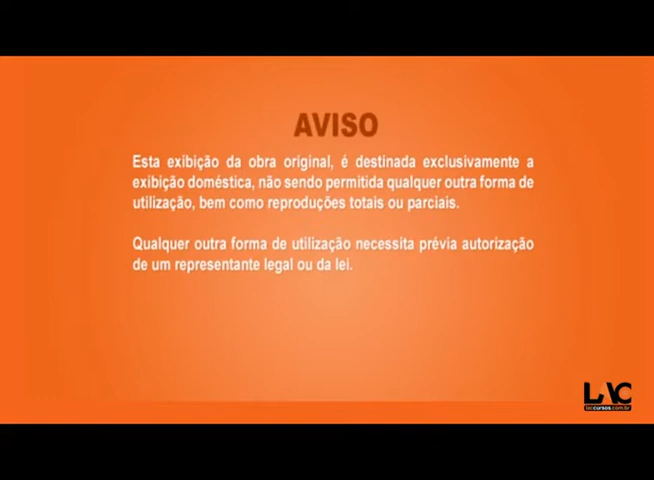 AVISO
Esta exibição da obra original, é destinada exclusivamente a
exibição doméstica, não sendo permitida qualquer outra forma de
utilização, bem como reproduções totais ou parciais.
Qualquer outra forma de utilização necessita prévia autorização
de um representante legal ou da lei.
LAC
laccursos.com.br